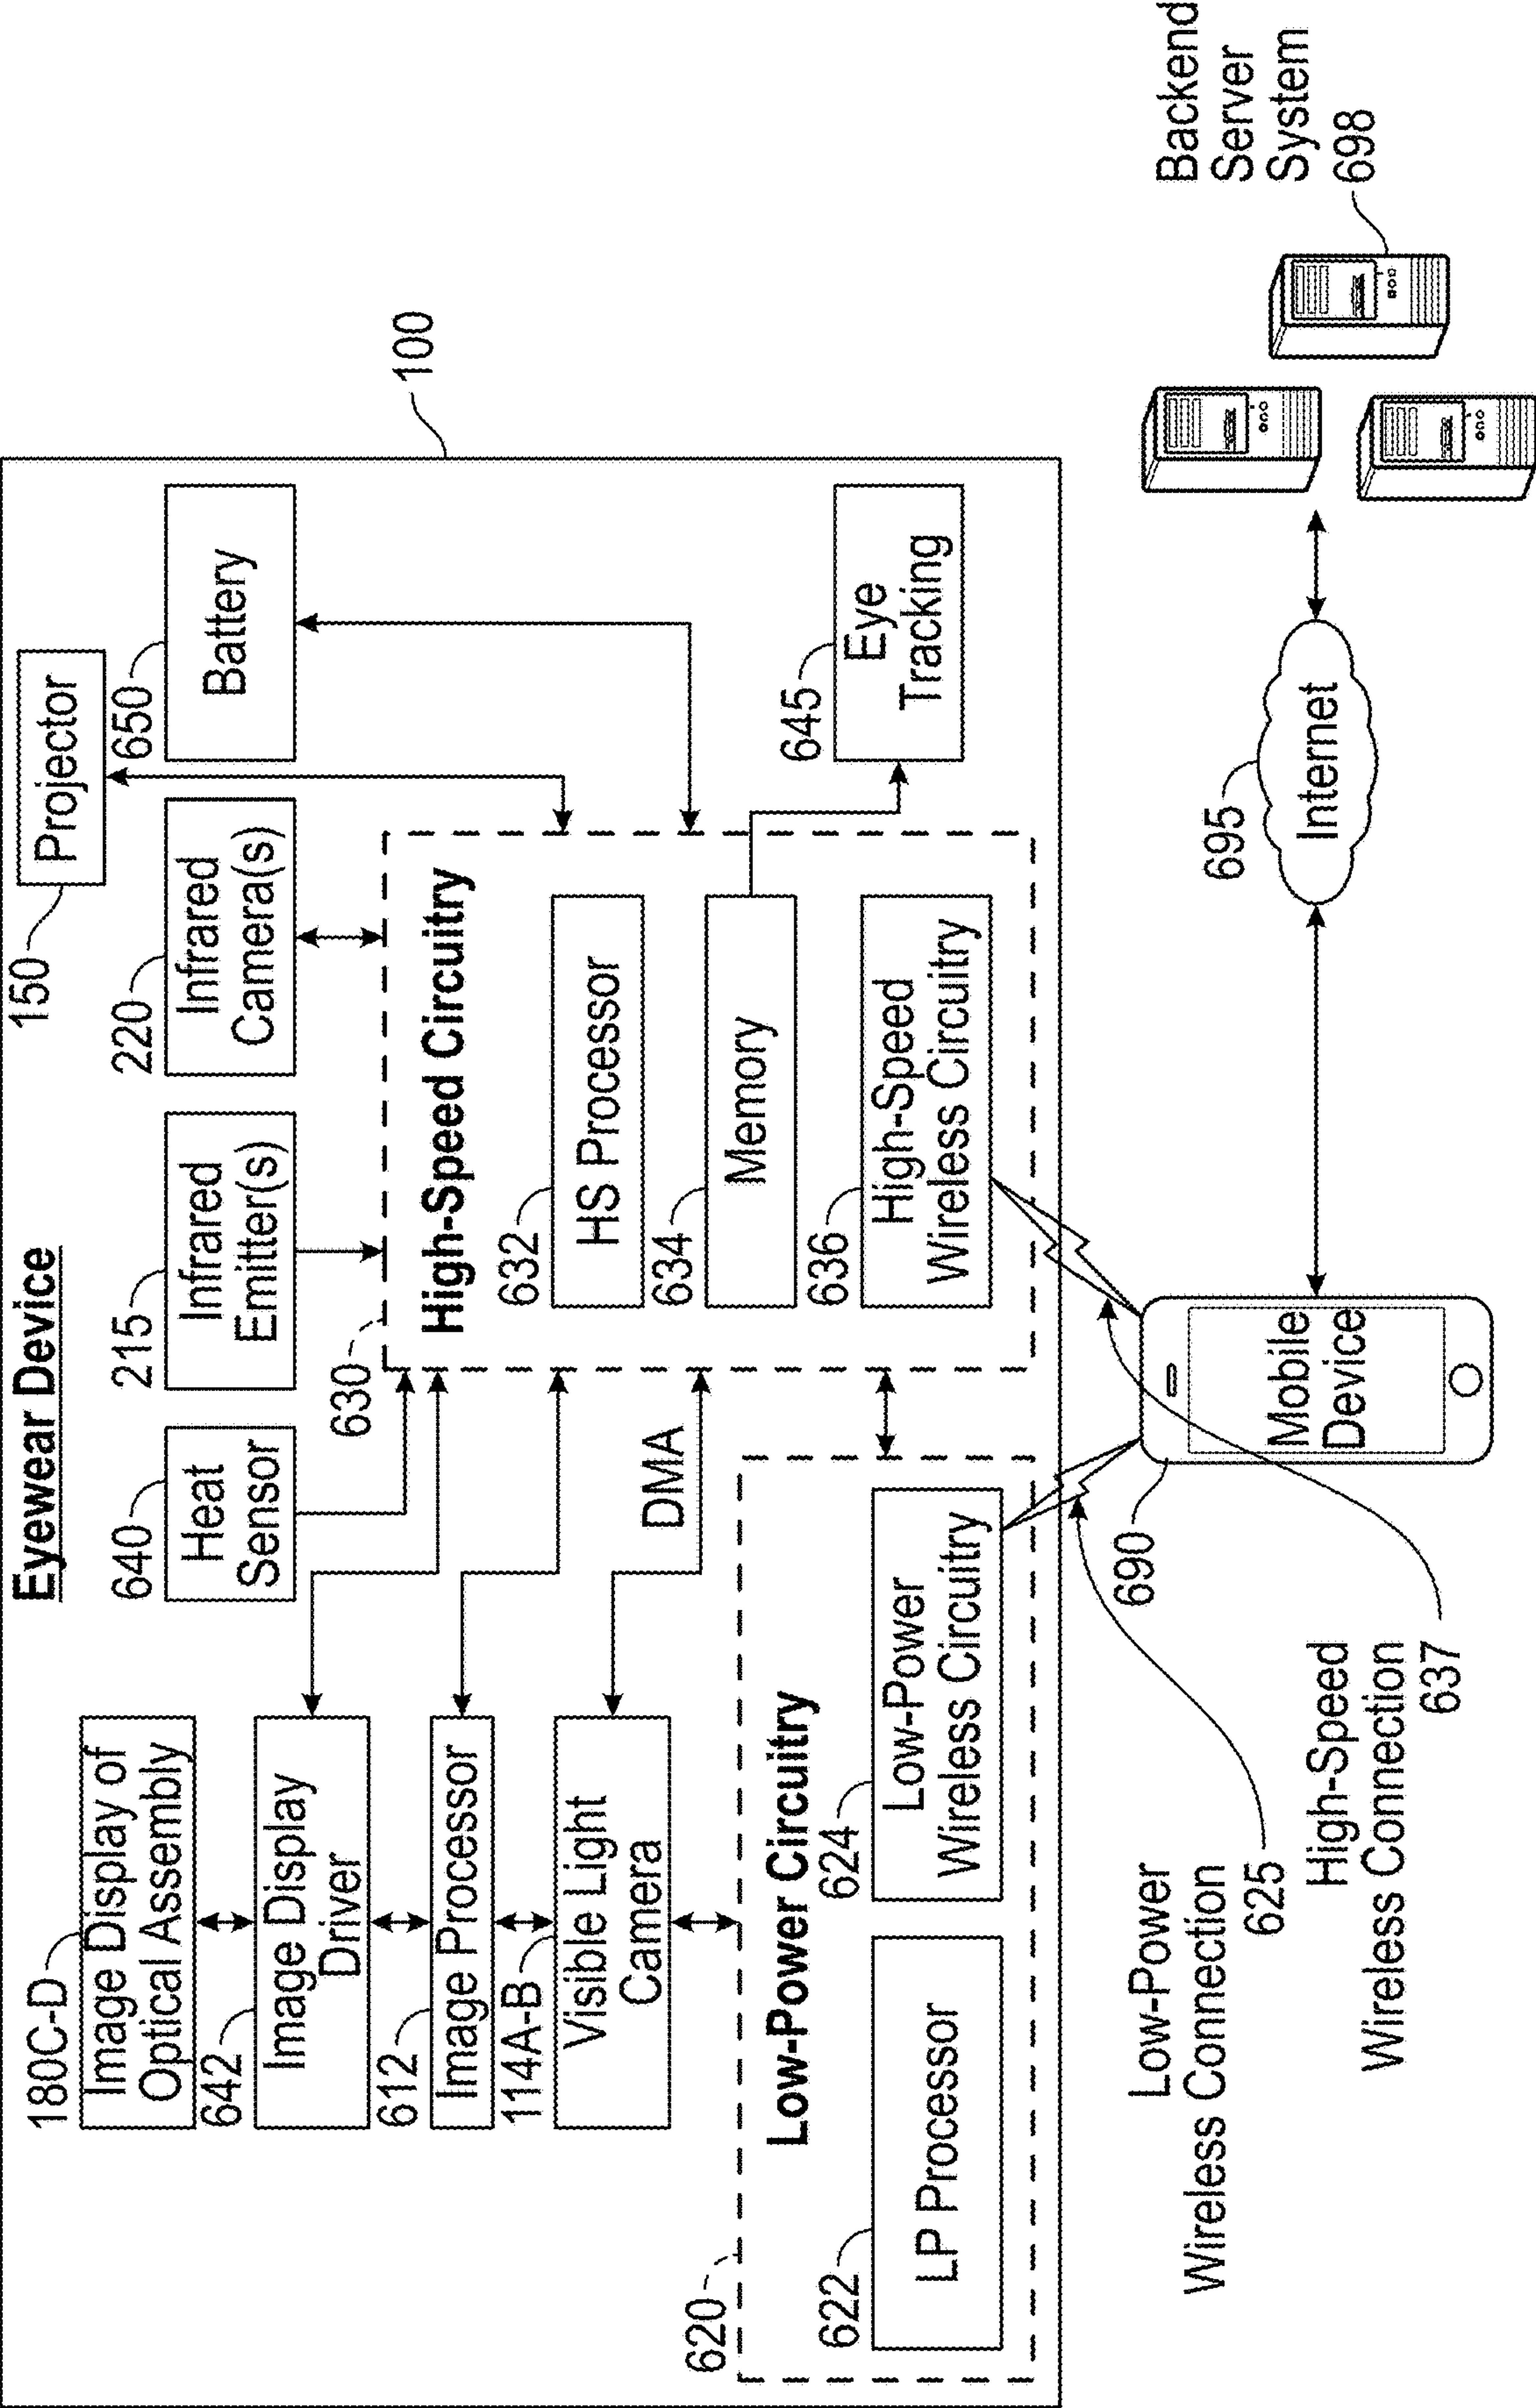 Eyewear Device
180C-D
Image Display of
Optical Assembly
642
Image Display
Driver
612
Image Processor
114A-B
Visible Light
Camera
640
Heat
Sensor
215
Infrared
Emitter(s)
220
Infrared
Camera(s)
150
Projector
650
Battery
100
DMA
630
High-Speed Circuitry
632
HS Processor
634
Memory
636
High-Speed
Wireless Circuitry
645
Eye
Tracking
620
Low-Power Circuitry
622
LP Processor
624
Low-Power
Wireless Circuitry
Low-Power
Wireless Connection
625
High-Speed
Wireless Connection
637
690
Mobile
Device
695
Internet
Backend
Server
System
698